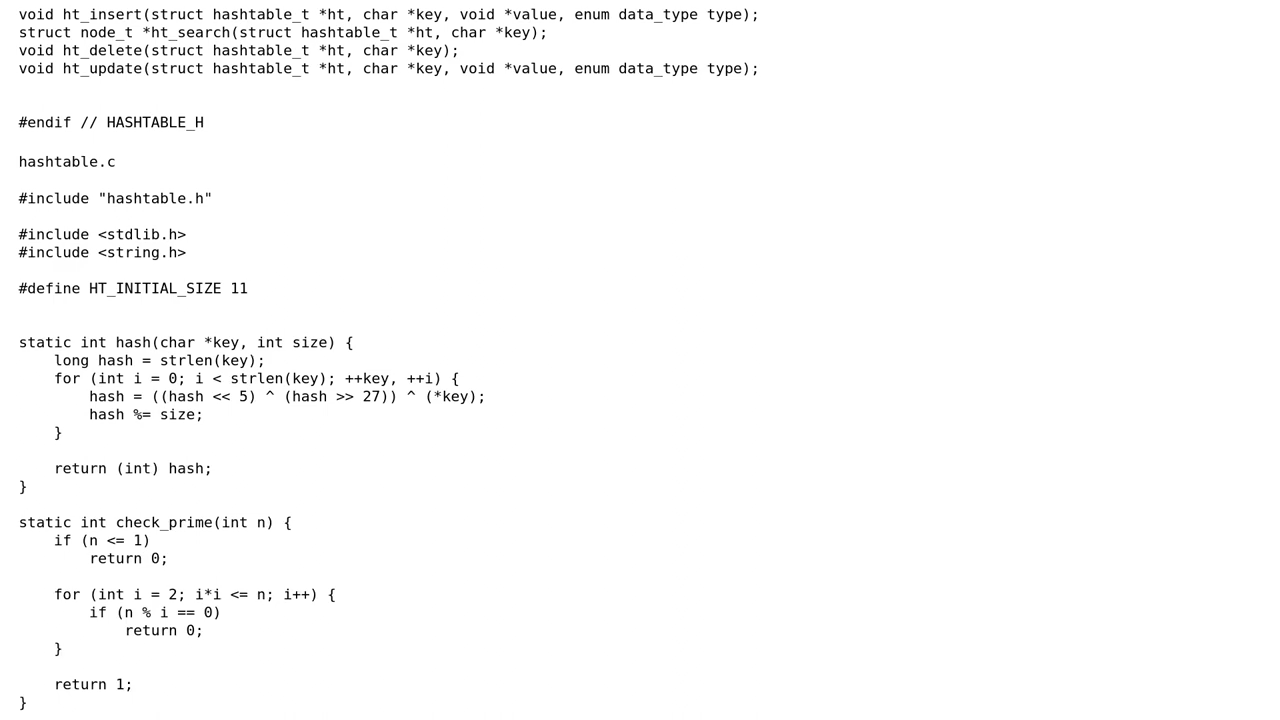 void ht_insert(struct hashtable_t *ht, char *key, void *value, enum data_type type);
struct node_t *ht_search(struct hashtable_t *ht, char *key);
void ht_delete(struct hashtable_t *ht, char *key);
void ht_update(struct hashtable_t *ht, char *key, void *value, enum data_type type);
#endif // HASHTABLE_H
hashtable.c
#include "hashtable.h"
#include <stdlib.h>
#include <string.h>
#define HT_INITIAL_SIZE 11
static int hash(char *key, int size) {
    long hash = strlen(key);
    for (int i = 0; i < strlen(key); ++key, ++i) {
        hash = ((hash << 5) ^ (hash >> 27)) ^ (*key);
        hash %= size;
    }
    return (int) hash;
}
static int check_prime(int n) {
    if (n <= 1)
        return 0;
    for (int i = 2; i*i <= n; i++) {
        if (n % i == 0)
            return 0;
    }
    return 1;
}